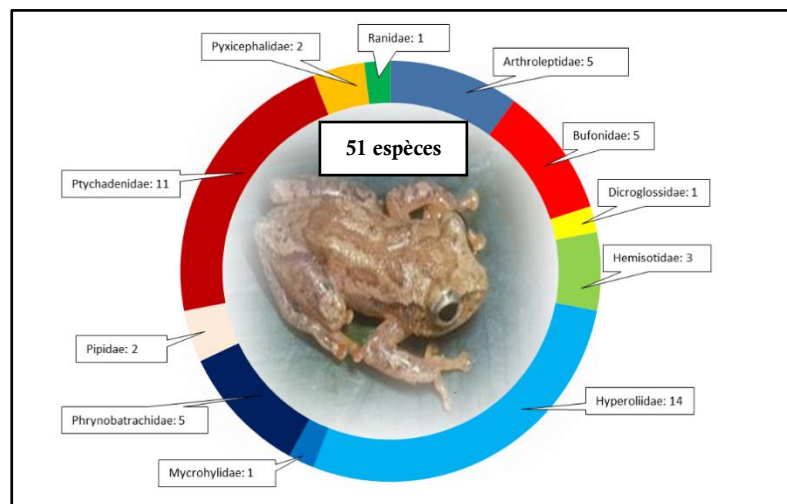 Ranidae: 1
Pyxicephalidae: 2
Arthroleptidae: 5
51 espèces
Bufonidae: 5
Ptychadenidae: 11
Dicroglossidae: 1
Hemisotidae: 3
Pipidae: 2
Phrynobatrachidae: 5
Hyperoliidae: 14
Mycrohylidae: 1